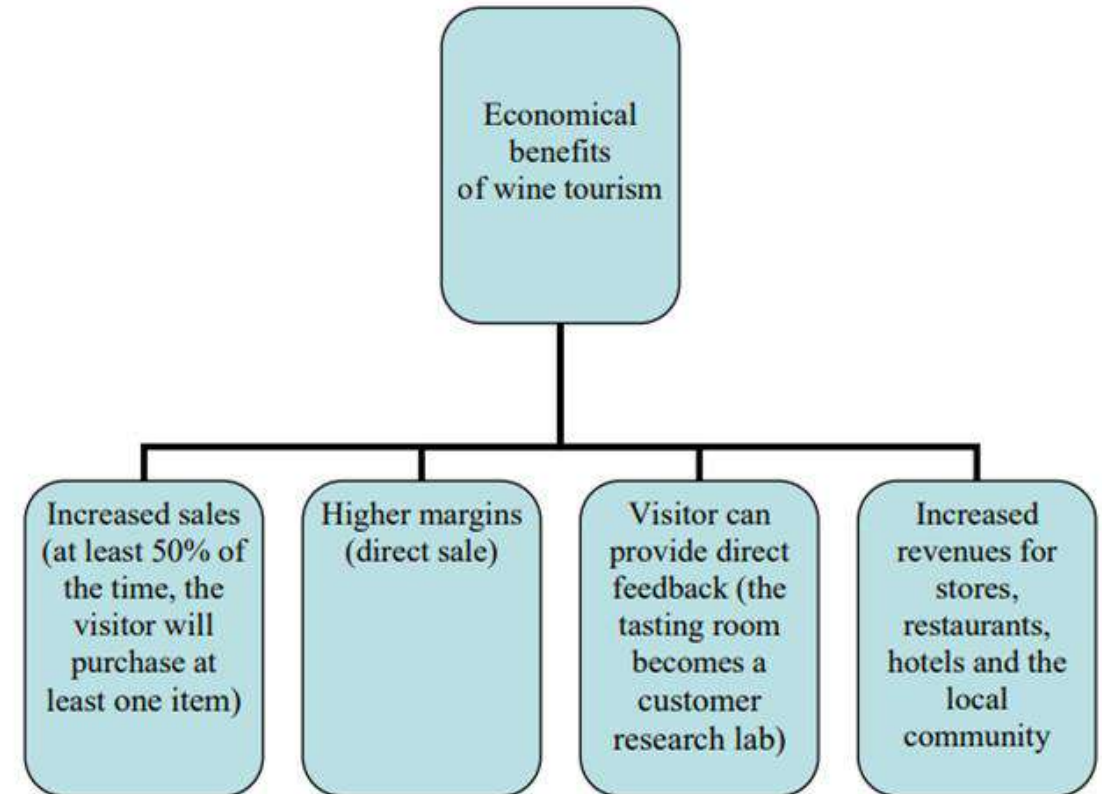 Economical
benefits
of wine tourism
Increased sales
(at least 50% of
the time, the
visitor will
purchase at
least one item)
Higher margins
(direct sale)
Visitor can
provide direct
feedback (the
tasting room
becomes a
customer
research lab)
Increased
revenues for
stores,
restaurants,
hotels and the
local
community